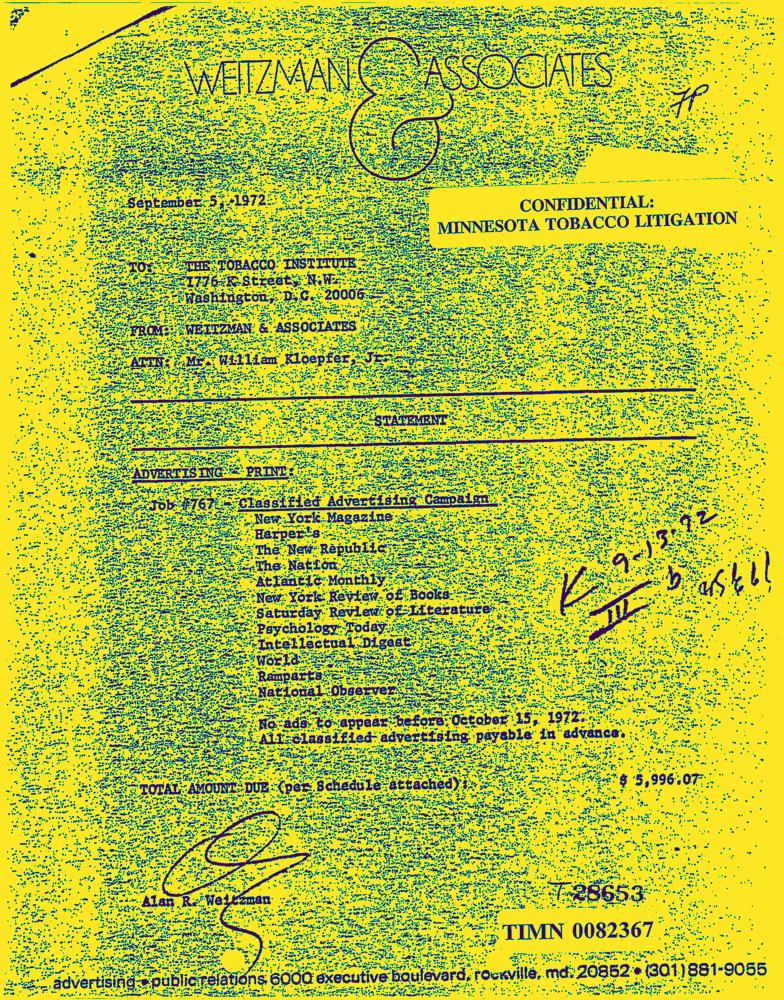 WEITZMAN & ASSOCIATES
September 5, 1972
CONFIDENTIAL:
MINNESOTA TOBACCO LITIGATION
TO: THE TOBACCO INSTITUTE
1776 K Street, N.W.
Washington, D.C. 20006
FROM: WEITZMAN & ASSOCIATES
ATTN: Mr. William Kloepfer, Jr.
STATEMENT
ADVERTISING - PRINT:
Job #767 - Classified Advertising Campaign
New York Magazine
Harper's
The New Republic
The Nation
Atlantic Monthly
New York Review of Books
Saturday Review of Literature
Psychology Today
Intellectual Digest
World
Ramparts
National Observer
9-13-72
III
No ads to appear before October 15, 1972.
All classified advertising payable in advance.
TOTAL AMOUNT DUE (per Schedule attached): $ 5,996.07
Alan R. Weitzman
T-28653
TIMN 0082367
advertising • public relations 6000 executive boulevard, rockville, md. 20852 • (301) 881-9055